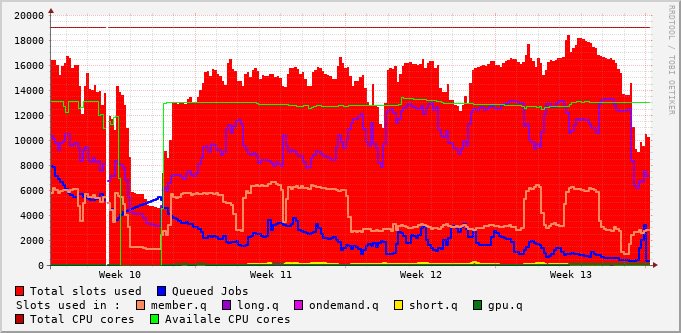 20000
18000
16000
14000
12000
10000
8000
6000
4000
2000
0
Week 10 Week 11 Week 12 Week 13
Total slots used Queued Jobs
Slots used in : member.q long.q ondemand.q short.q gpu.q
Total CPU cores Availale CPU cores
RRDTOOL / TOBI OETIKER